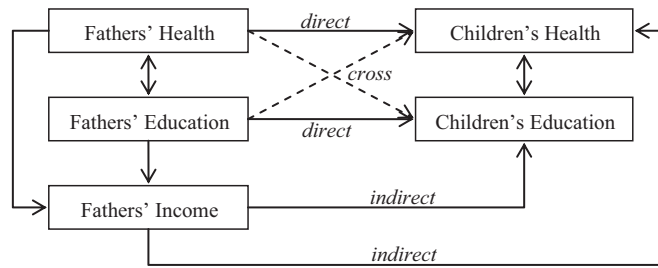 Fathers’ Health
direct
Children’s Health
cross
Fathers’ Education
direct
Children’s Education
Fathers’ Income
indirect
indirect